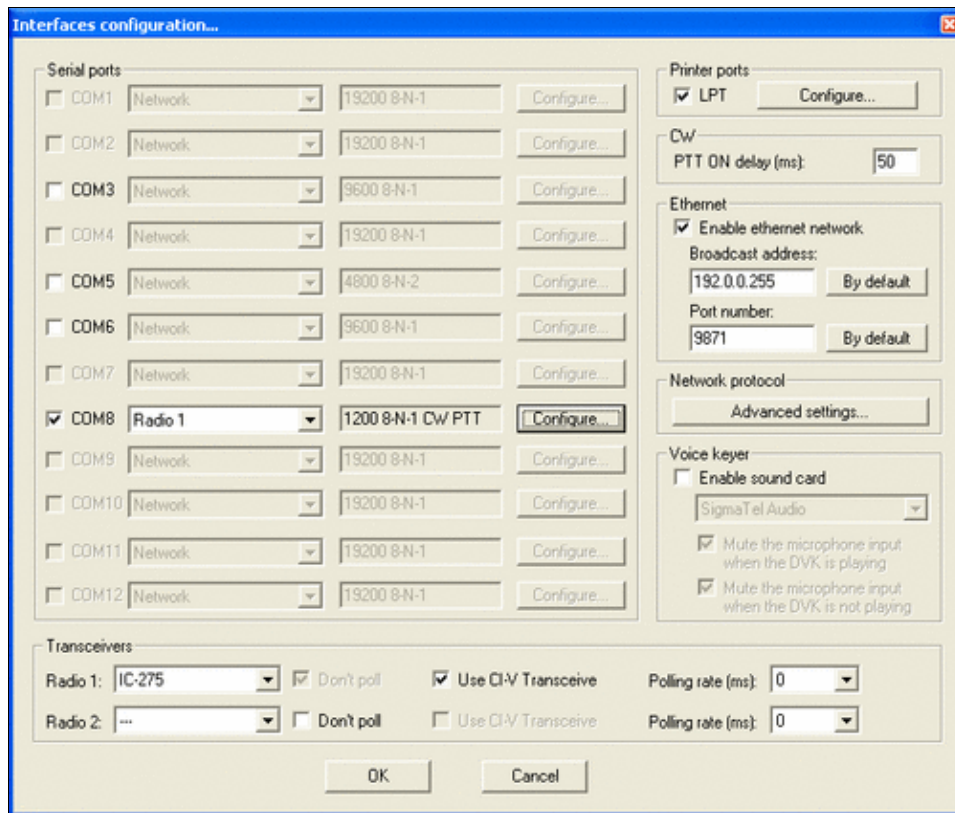 Interfaces configuration...
Serial ports
COM1 Network 19200 8-N-1 Configure...
COM2 Network 19200 8-N-1 Configure...
COM3 Network 9600 8-N-1 Configure...
COM4 Network 19200 8-N-1 Configure...
COM5 Network 4800 8-N-2 Configure...
COM6 Network 9600 8-N-1 Configure...
COM7 Network 19200 8-N-1 Configure...
COM8 Radio 1 1200 8-N-1 CW PTT Configure...
COM9 Network 19200 8-N-1 Configure...
COM10 Network 19200 8-N-1 Configure...
COM11 Network 19200 8-N-1 Configure...
COM12 Network 19200 8-N-1 Configure...
Printer ports
LPT Configure...
CW
PTT ON delay (ms): 50
Ethernet
Enable ethernet network
Broadcast address:
192.0.0.255 By default
Port number:
9871 By default
Network protocol
Advanced settings...
Voice keyer
Enable sound card
SigmaTel Audio
Mute the microphone input
when the DVK is playing
Mute the microphone input
when the DVK is not playing
Transceivers
Radio 1: IC-275 Don't poll Use CI-V Transceive Polling rate (ms): 0
Radio 2: --- Don't poll Use CI-V Transceive Polling rate (ms): 0
OK Cancel